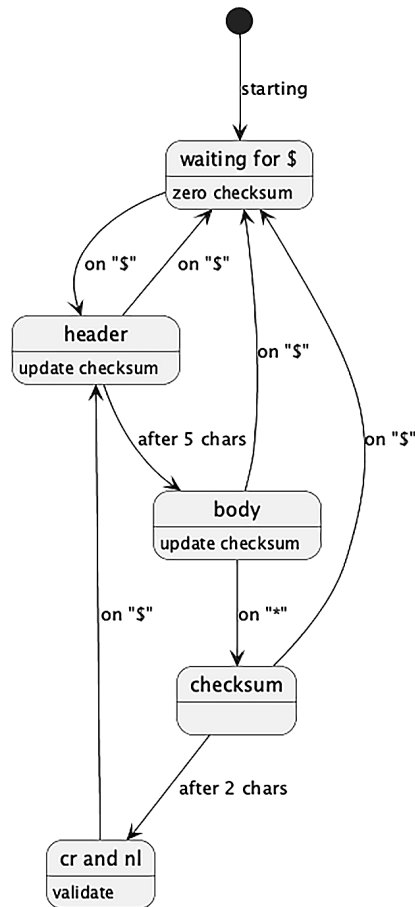 starting
waiting for $
zero checksum
on "$"
on "$"
header
update checksum
on "$"
after 5 chars
on "$"
body
update checksum
on "$"
on "*"
checksum
after 2 chars
cr and nl
validate